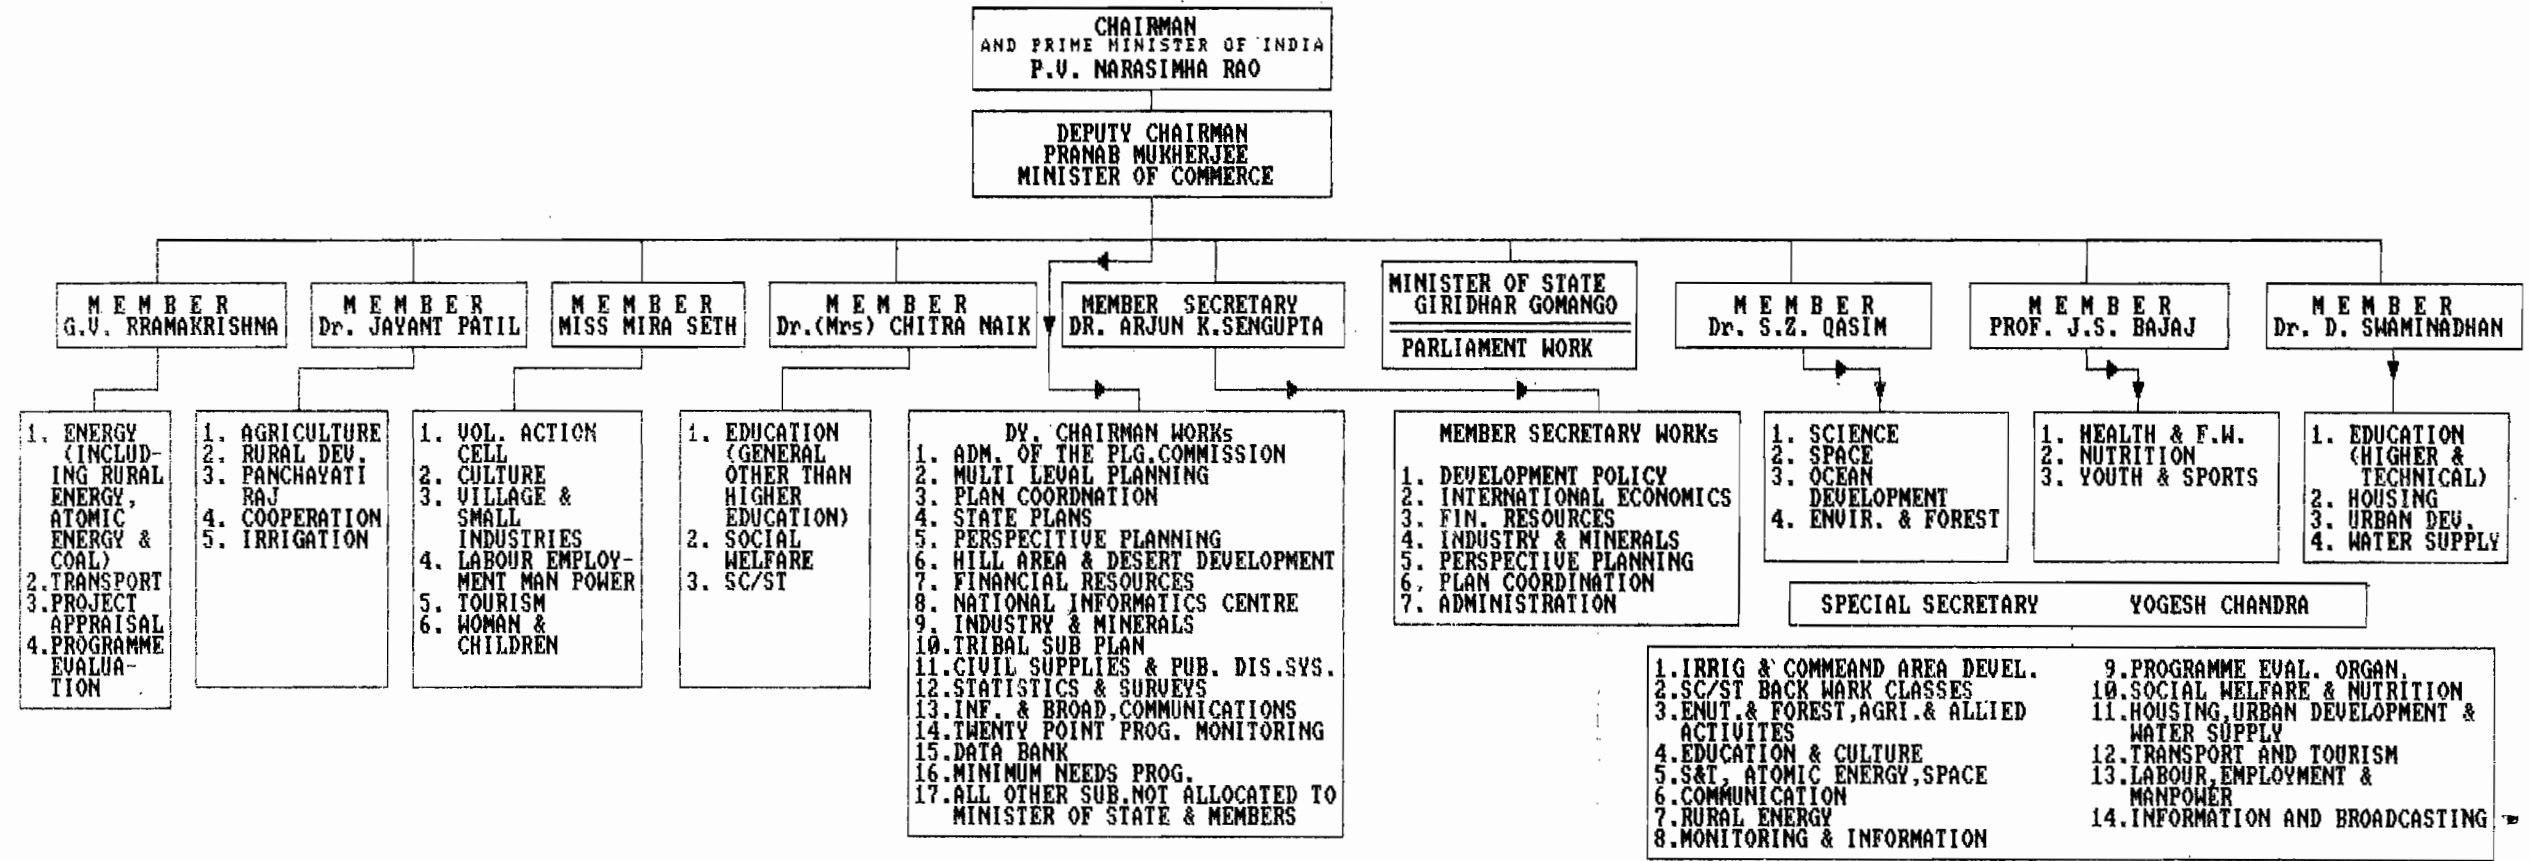 CHAIRMAN
AND PRIME MINISTER OF INDIA
P.V. NARASIMHA RAO
DEPUTY CHAIRMAN
PRANAB MUKHERJEE
MINISTER OF COMMERCE
M E M B E R
G.V. RRAMAKRISHNA
M E M B E R
Dr. JAYANT PATIL
M E M B E R
MISS MIRA SETH
M E M B E R
Dr.(Mrs) CHITRA NAIK
MEMBER SECRETARY
DR. ARJUN K.SENGUPTA
MINISTER OF STATE
GIRIDHAR GOMANGO
PARLIAMENT WORK
M E M B E R
Dr. S.Z. QASIM
M E M B E R
PROF. J.S. BAJAJ
M E M B E R
Dr. D. SWAMINADHAN
1. ENERGY
(INCLUD-
ING RURAL
ENERGY,
ATOMIC
ENERGY &
COAL)
2.TRANSPORT
3.PROJECT
APPRAISAL
4.PROGRAMME
EVALUA-
TION
1. AGRICULTURE
2. RURAL DEV.
3. PANCHAYATI
RAJ
4. COOPERATION
5. IRRIGATION
1. VOL. ACTION
CELL
2. CULTURE
3. VILLAGE &
SMALL
INDUSTRIES
4. LABOUR EMPLOY-
MENT MAN POWER
5. TOURISM
6. WOMAN &
CHILDREN
1. EDUCATION
(GENERAL
OTHER THAN
HIGHER
EDUCATION)
2. SOCIAL
WELFARE
3. SC/ST
DY. CHAIRMAN WORKs
1. ADM. OF THE PLG.COMMISSION
2. MULTI LEVAL PLANNING
3. PLAN COORDNATION
4. STATE PLANS
5. PERSPECITIVE PLANNING
6. HILL AREA & DESERT DEVELOPMENT
7. FINANCIAL RESOURCES
8. NATIONAL INFORMATICS CENTRE
9. INDUSTRY & MINERALS
10.TRIBAL SUB PLAN
11.CIVIL SUPPLIES & PUB. DIS.SYS.
12.STATISTICS & SURVEYS
13.INF. & BROAD,COMMUNICATIONS
14.TWENTY POINT PROG. MONITORING
15.DATA BANK
16.MINIMUM NEEDS PROG.
17.ALL OTHER SUB.NOT ALLOCATED TO
MINISTER OF STATE & MEMBERS
MEMBER SECRETARY WORKs
1. DEVELOPMENT POLICY
2. INTERNATIONAL ECONOMICS
3. FIN. RESOURCES
4. INDUSTRY & MINERALS
5. PERSPECTIVE PLANNING
6. PLAN COORDINATION
7. ADMINISTRATION
1. SCIENCE
2. SPACE
3. OCEAN
DEVELOPMENT
4. ENVIR. & FOREST
1. HEALTH & F.W.
2. NUTRITION
3. YOUTH & SPORTS
1. EDUCATION
(HIGHER &
TECHNICAL)
2. HOUSING
3. URBAN DEV.
4. WATER SUPPLY
SPECIAL SECRETARY YOGESH CHANDRA
1.IRRIG & COMMEAND AREA DEVEL.
2.SC/ST BACK WARK CLASSES
3.ENUT.& FOREST,AGRI.& ALLIED
ACTIVITES
4.EDUCATION & CULTURE
5.S&T, ATOMIC ENERGY,SPACE
6.COMMUNICATION
7.RURAL ENERGY
8.MONITORING & INFORMATION
9.PROGRAMME EVAL. ORGAN.
10.SOCIAL WELFARE & NUTRITION
11.HOUSING,URBAN DEVELOPMENT &
WATER SUPPLY
12.TRANSPORT AND TOURISM
13.LABOUR,EMPLOYMENT &
MANPOWER
14.INFORMATION AND BROADCASTING